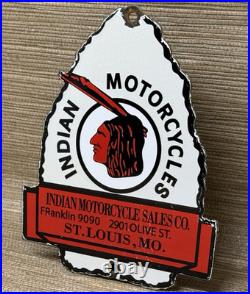 INDIAN MOTORCYCLES
INDIAN MOTORCYCLE SALES CO.
FRanklin 9090 2901 OLIVE ST.
ST. LOUIS, MO.